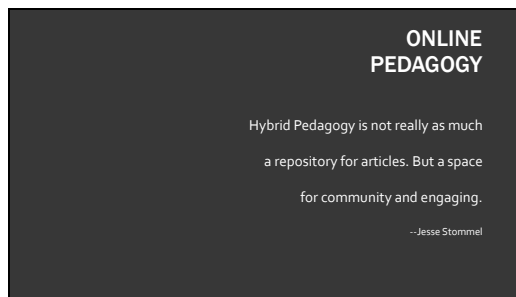 ONLINE
PEDAGOGY
Hybrid Pedagogy is not really as much
a repository for articles. But a space
for community and engaging.
--Jesse Stommel